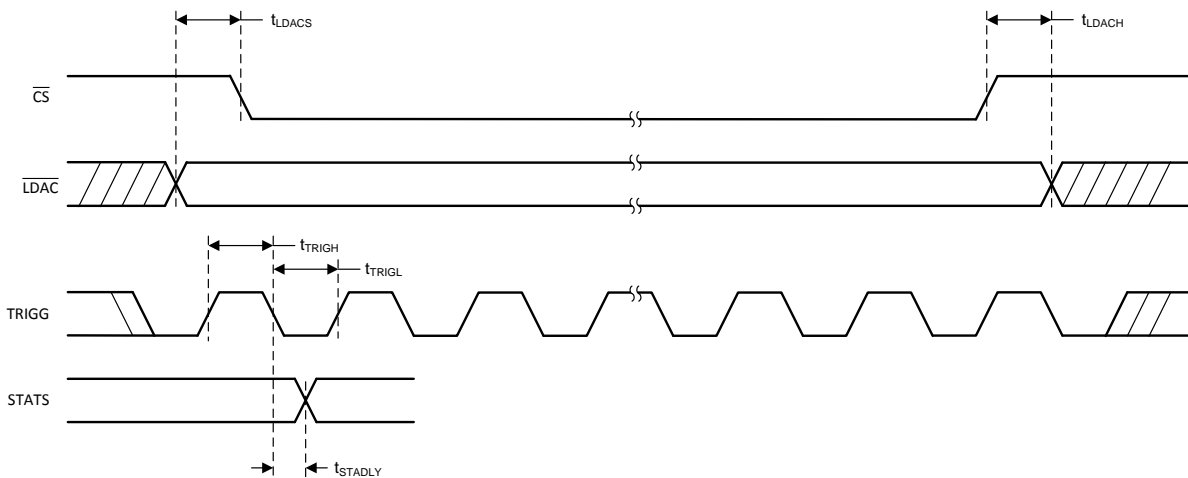 tLDACS
tLDACH
CS
LDAC
tTRIGH
tTRIGL
TRIGG
STATS
tSTADLY